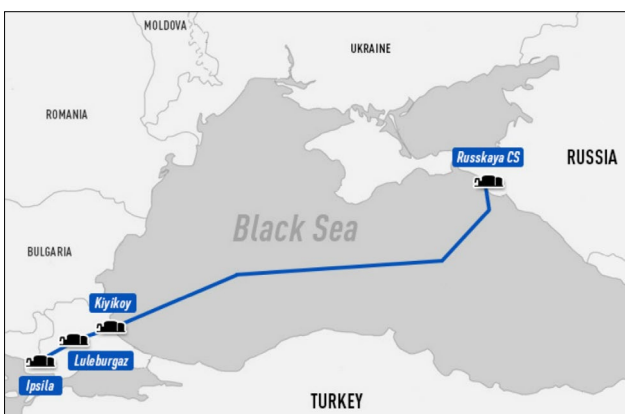 MOLDOVA
UKRAINE
ROMANIA
Russkaya CS
RUSSIA
Black Sea
BULGARIA
Kiyikoy
Luleburgaz
Ipsila
TURKEY